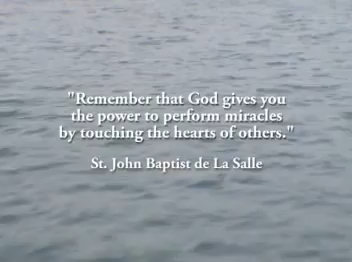 "Remember that God gives you
the power to perform miracles
by touching the hearts of others."
St. John Baptist de La Salle